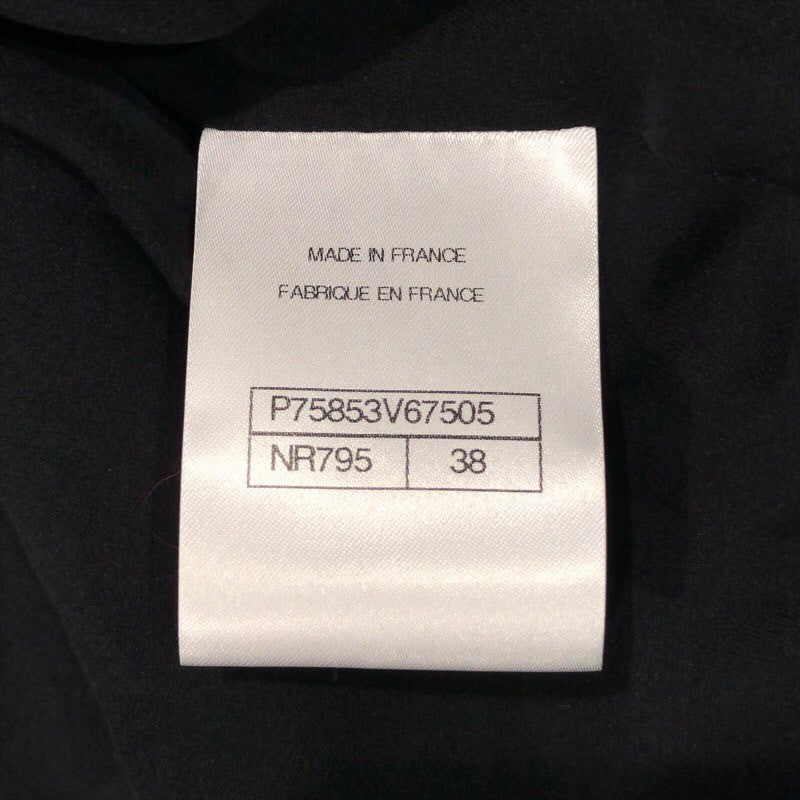 MADE IN FRANCE
FABRIQUE EN FRANCE
P75853V67505
NR795 38